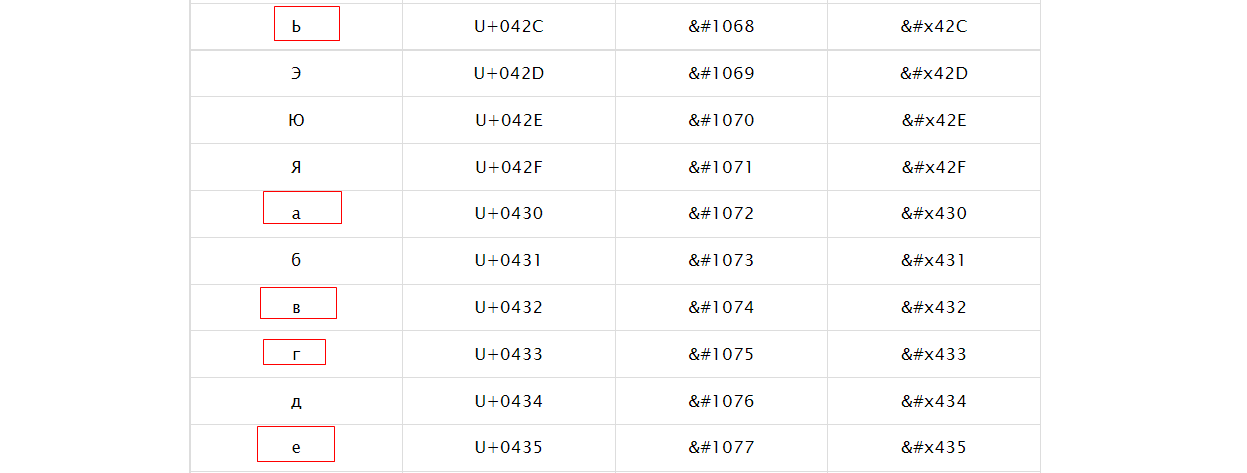 Ь U+042C &#1068 &#x42C
Э U+042D &#1069 &#x42D
Ю U+042E &#1070 &#x42E
Я U+042F &#1071 &#x42F
а U+0430 &#1072 &#x430
б U+0431 &#1073 &#x431
в U+0432 &#1074 &#x432
г U+0433 &#1075 &#x433
д U+0434 &#1076 &#x434
е U+0435 &#1077 &#x435